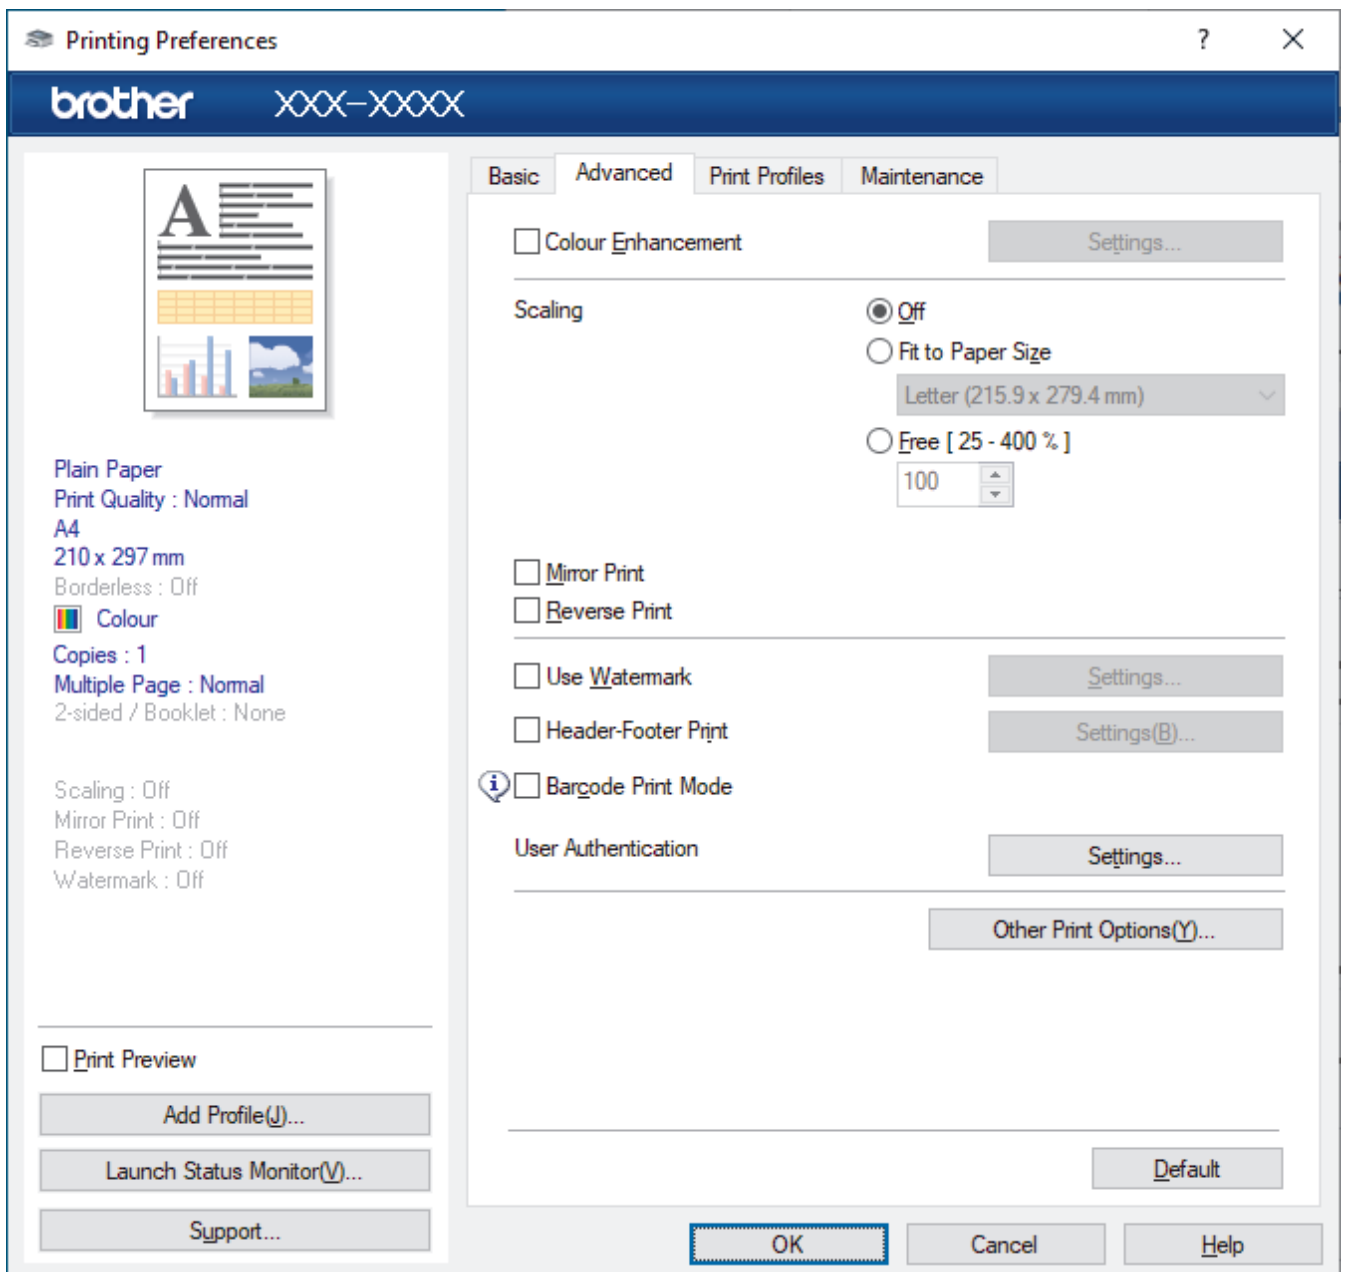 Printing Preferences
?
brother XXX-XXXX
A
Plain Paper
Print Quality : Normal
A4
210 x 297 mm
Borderless : Off
Colour
Copies : 1
Multiple Page : Normal
2-sided / Booklet : None
Scaling : Off
Mirror Print : Off
Reverse Print : Off
Watermark : Off
Print Preview
Add Profile(J)...
Launch Status Monitor(V)...
Support...
Basic Advanced Print Profiles Maintenance
Colour Enhancement Settings...
Scaling Off
Fit to Paper Size
Letter (215.9 x 279.4 mm)
Free [ 25 - 400 % ]
100
Mirror Print
Reverse Print
Use Watermark Settings...
Header-Footer Print Settings(B)...
i Barcode Print Mode
User Authentication Settings...
Other Print Options(Y)...
Default
OK Cancel Help